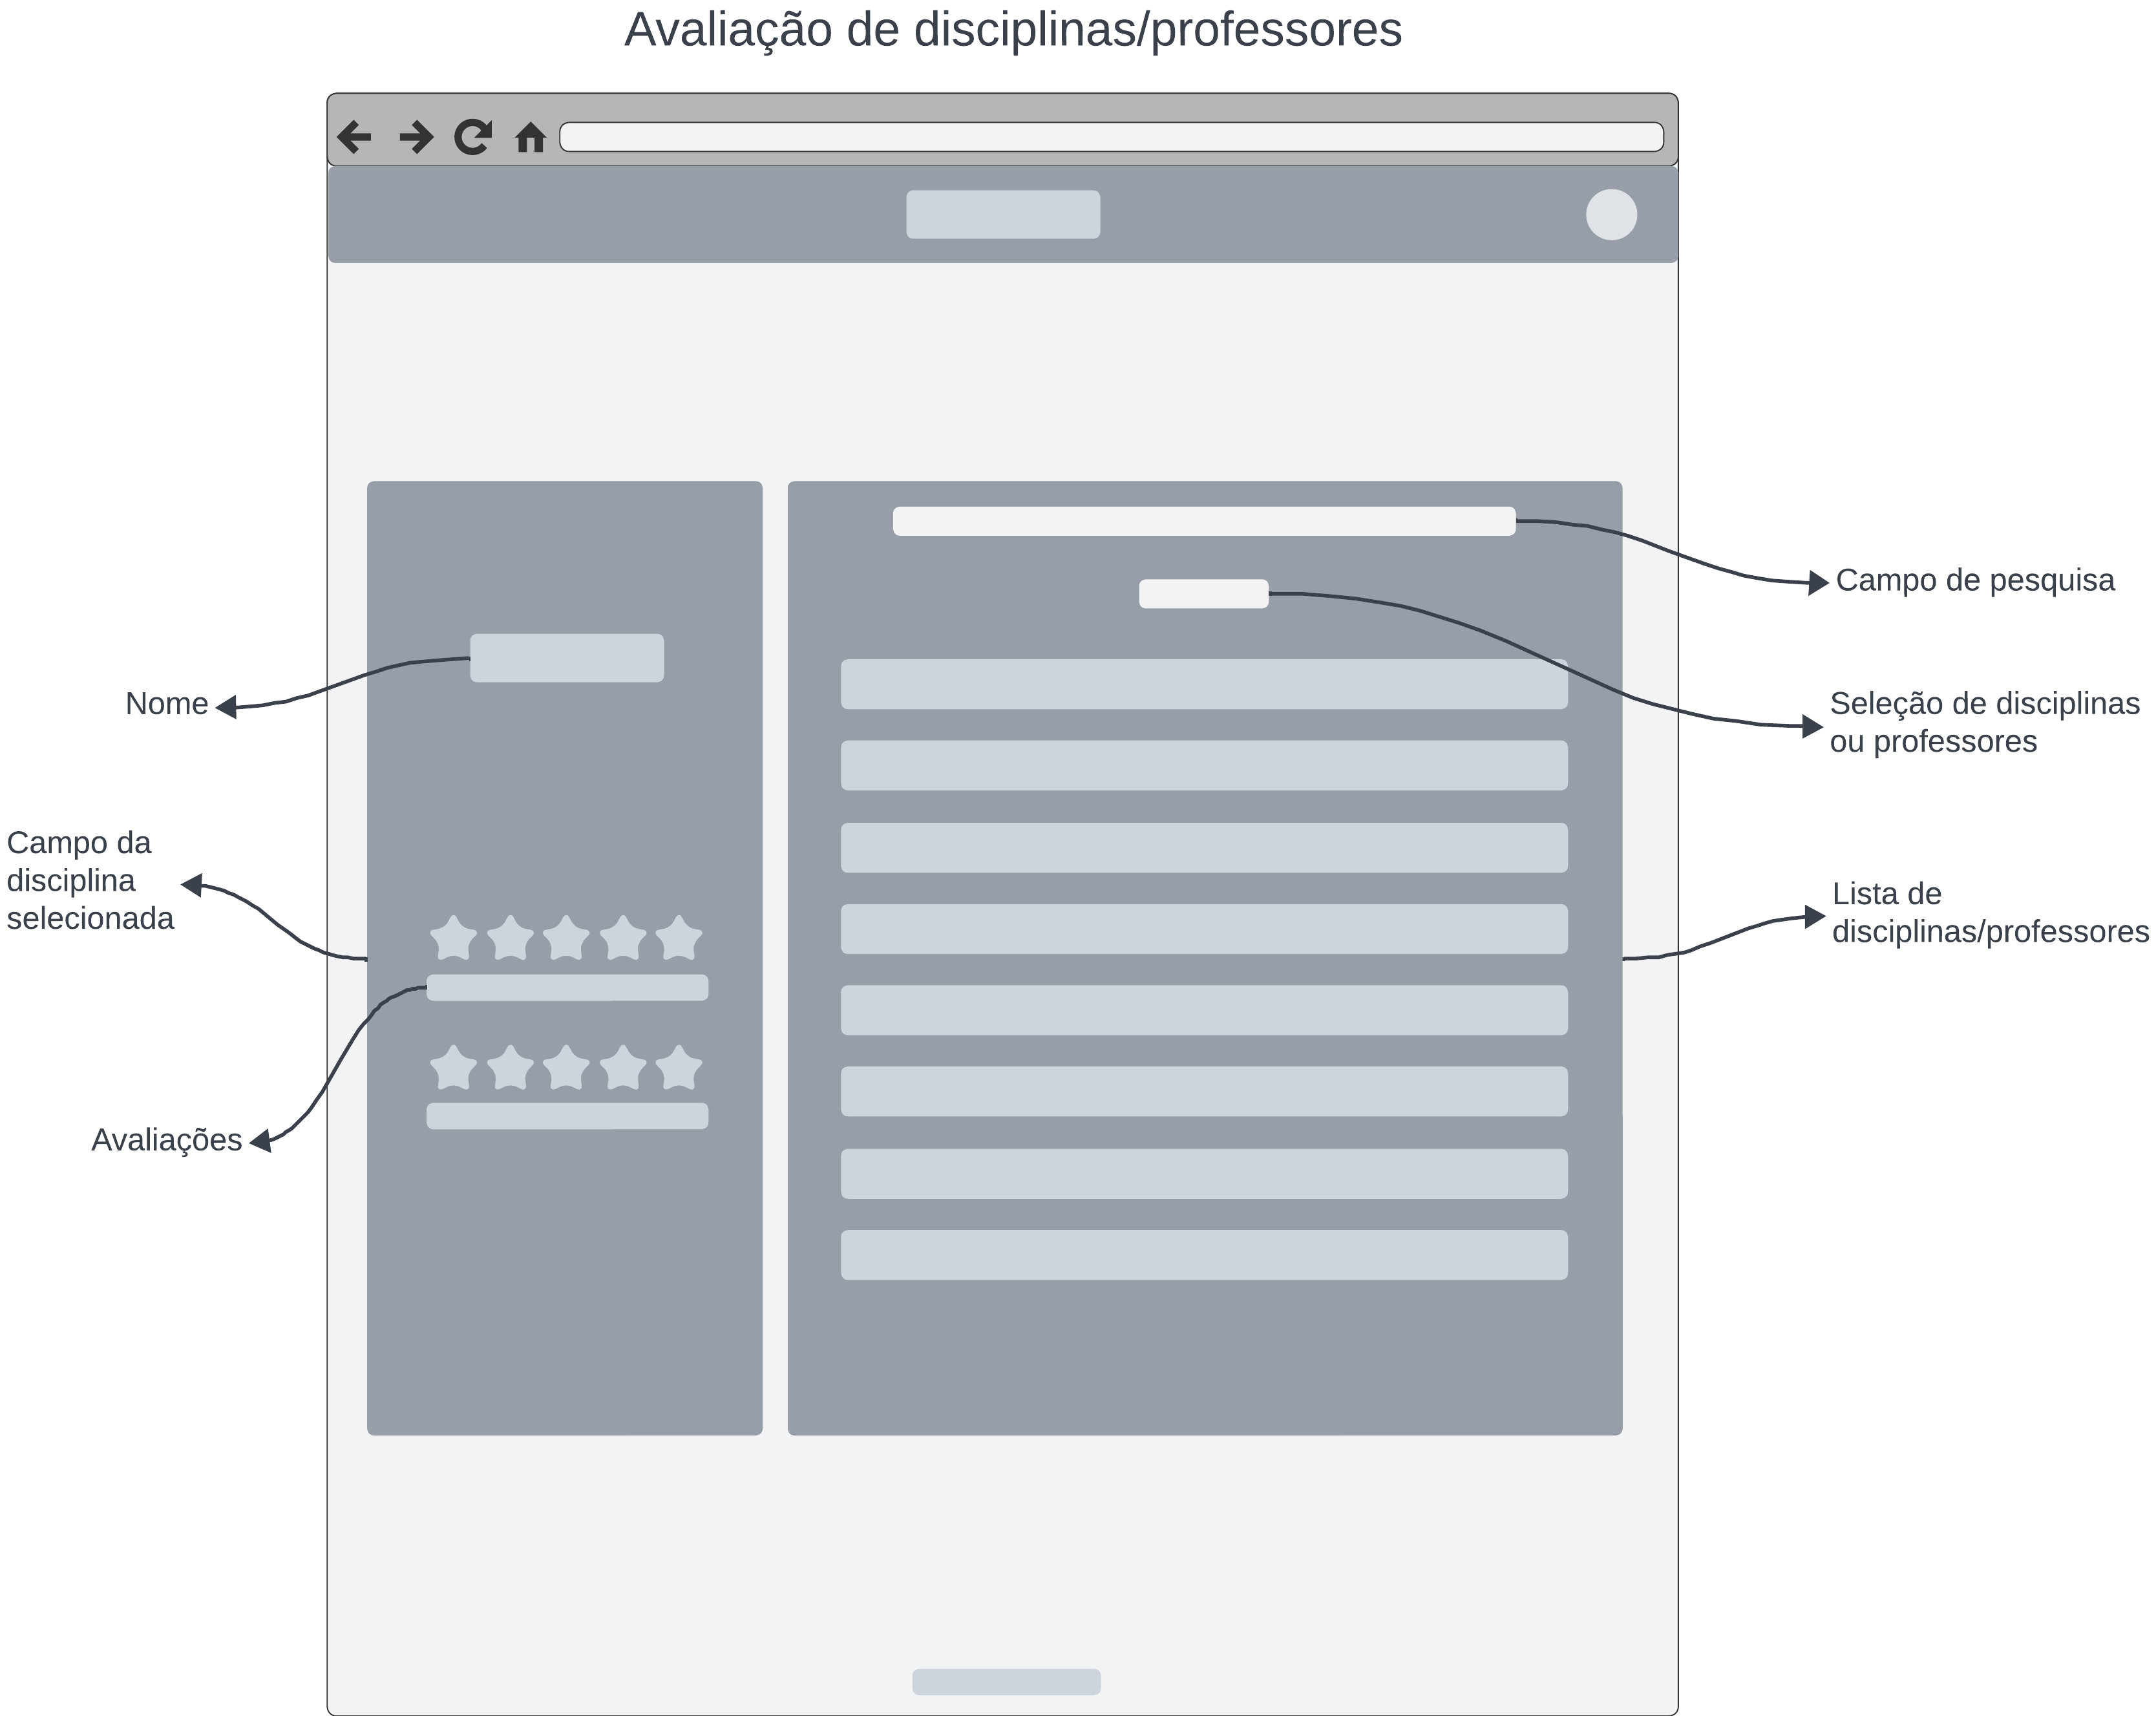 Avaliação de disciplinas/professores
Campo de pesquisa
Nome
Seleção de disciplinas
ou professores
Campo da
disciplina
selecionada
Lista de
disciplinas/professores
Avaliações